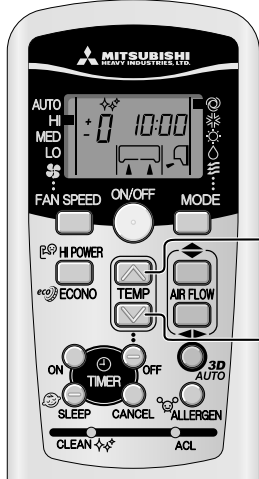 MITSUBISHI
HEAVY INDUSTRIES, LTD.
AUTO
HI
MED
LO
+
- 0 10:00
FAN SPEED ON/OFF MODE
HI POWER
eco ECONO TEMP AIR FLOW
ON TIMER OFF 3D AUTO
SLEEP CANCEL ALLERGEN
CLEAN ACL